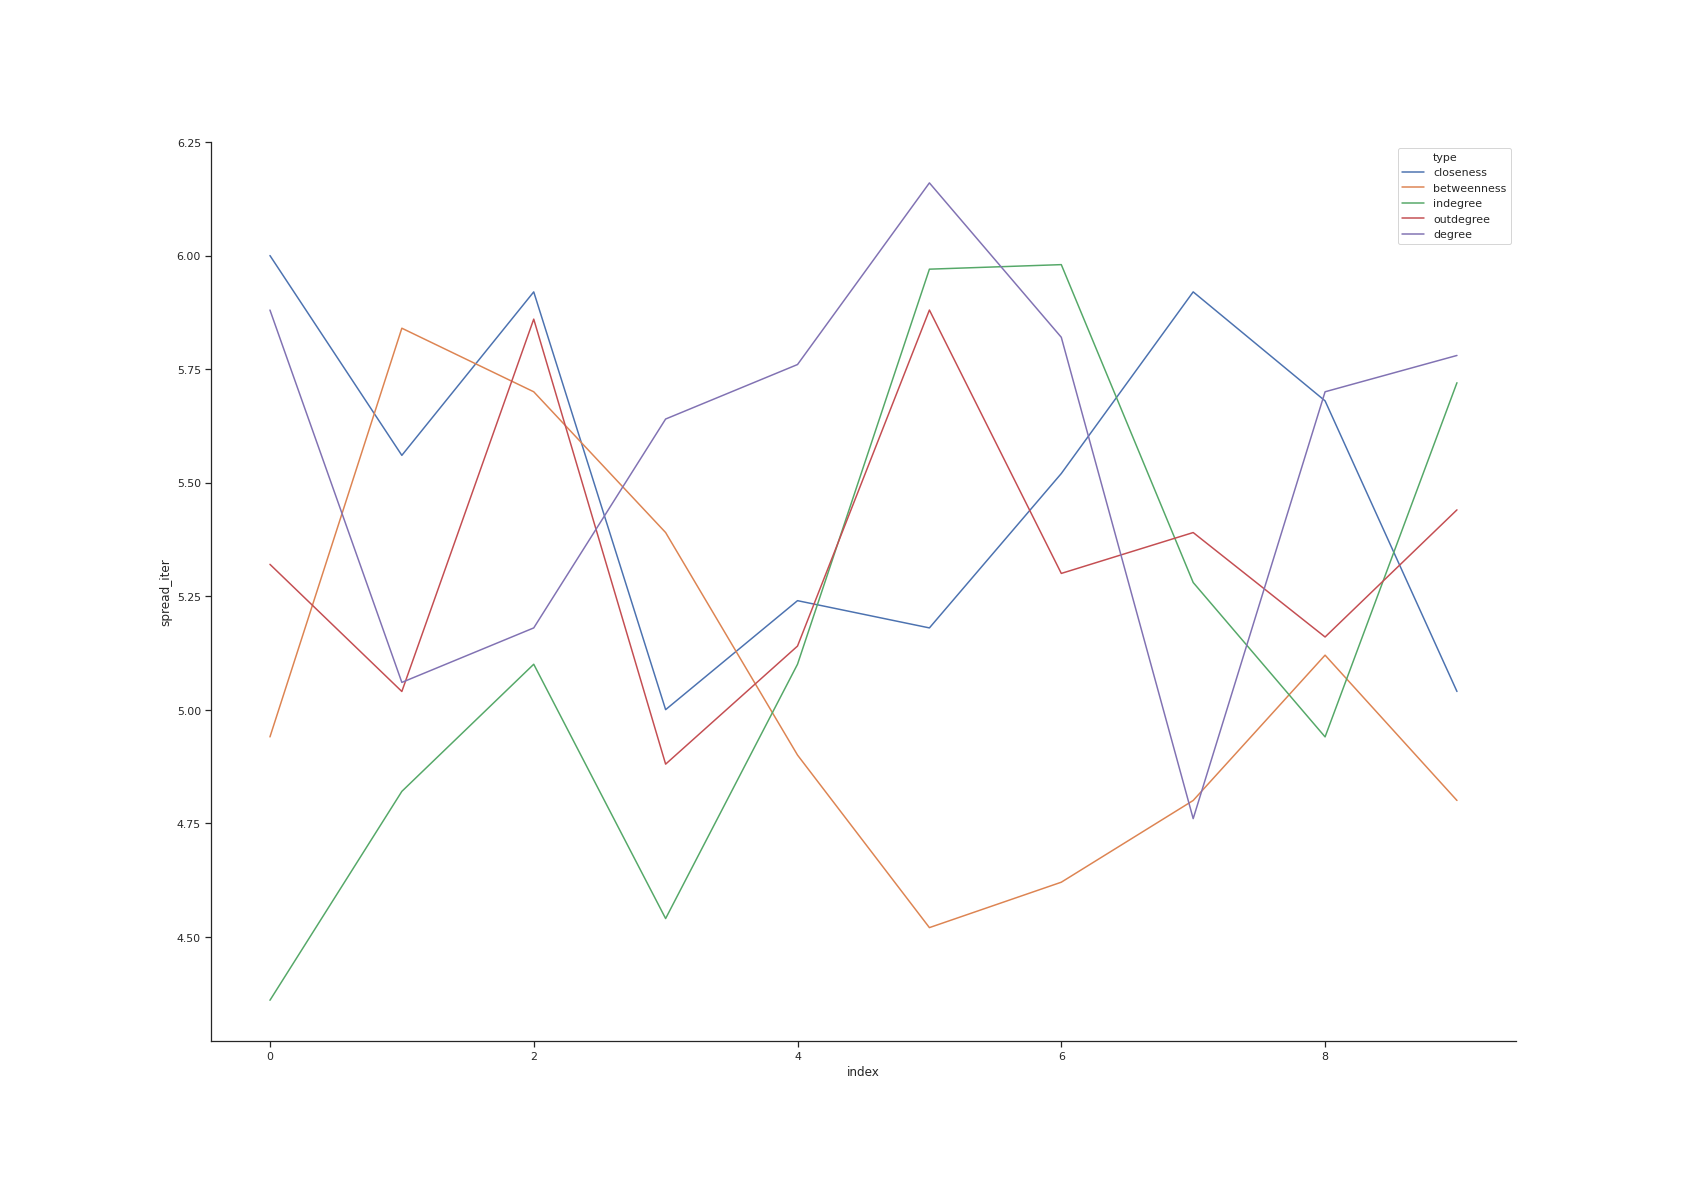 6.25
6.00
5.75
5.50
5.25
5.00
4.75
4.50
spread_iter
0
2
4
6
8
index
type
closeness
betweenness
indegree
outdegree
degree